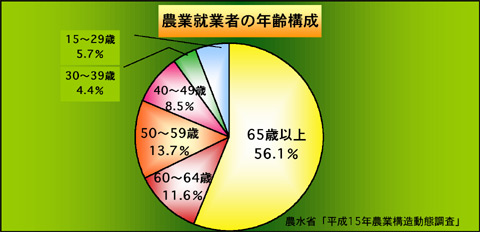 農業就業者の年齢構成
15～29歳
5.7%
30～39歳
4.4%
40～49歳
8.5%
50～59歳
13.7%
60～64歳
11.6%
65歳以上
56.1%
農水省「平成15年農業構造動態調査」